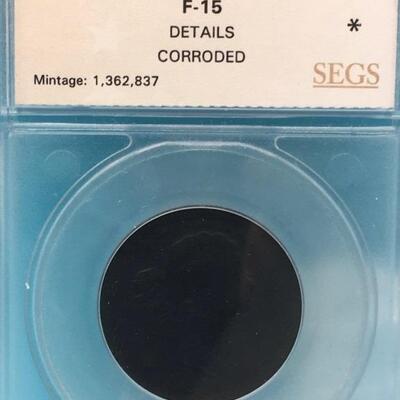 F-15
DETAILS
CORRODED
*
Mintage: 1,362,837
SEGS